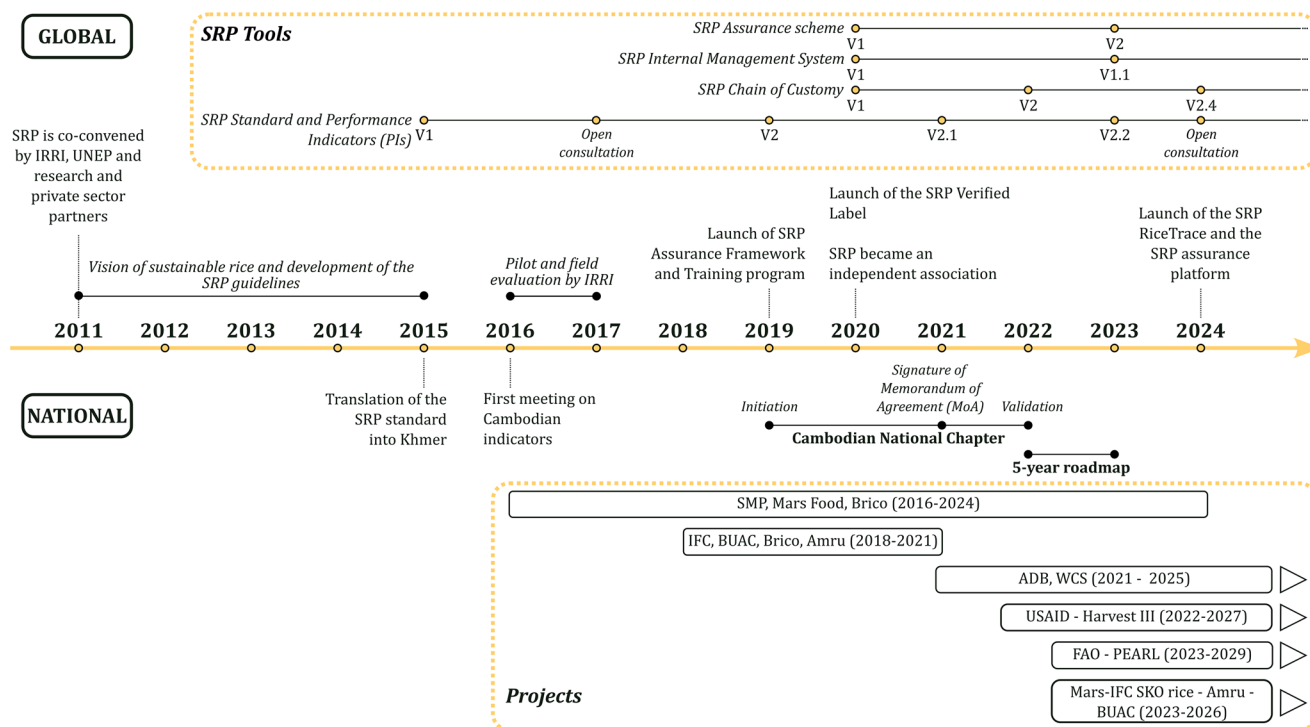 GLOBAL
SRP Tools
SRP Assurance scheme
V1
V2
SRP Internal Management System
V1
V1.1
SRP Chain of Customy
V1
V2
V2.4
SRP Standard and Performance
Indicators (PIs)
V1
Open
consultation
V2
V2.1
V2.2
Open
consultation
SRP is co-convened
by IRRI, UNEP and
research and
private sector
partners
Vision of sustainable rice and development of the
SRP guidelines
Pilot and field
evaluation by IRRI
Launch of SRP
Assurance Framework
and Training program
Launch of the SRP Verified
Label
SRP became an
independent association
Launch of the SRP
RiceTrace and the
SRP assurance
platform
2011
2012
2013
2014
2015
2016
2017
2018
2019
2020
2021
2022
2023
2024
NATIONAL
Translation of the
SRP standard
into Khmer
First meeting on
Cambodian
indicators
Initiation
Signature of
Memorandum of
Agreement (MoA)
Validation
Cambodian National Chapter
5-year roadmap
SMP, Mars Food, Brico (2016-2024)
IFC, BUAC, Brico, Amru (2018-2021)
ADB, WCS (2021 - 2025)
USAID - Harvest III (2022-2027)
FAO - PEARL (2023-2029)
Mars-IFC SKO rice - Amru -
BUAC (2023-2026)
Projects